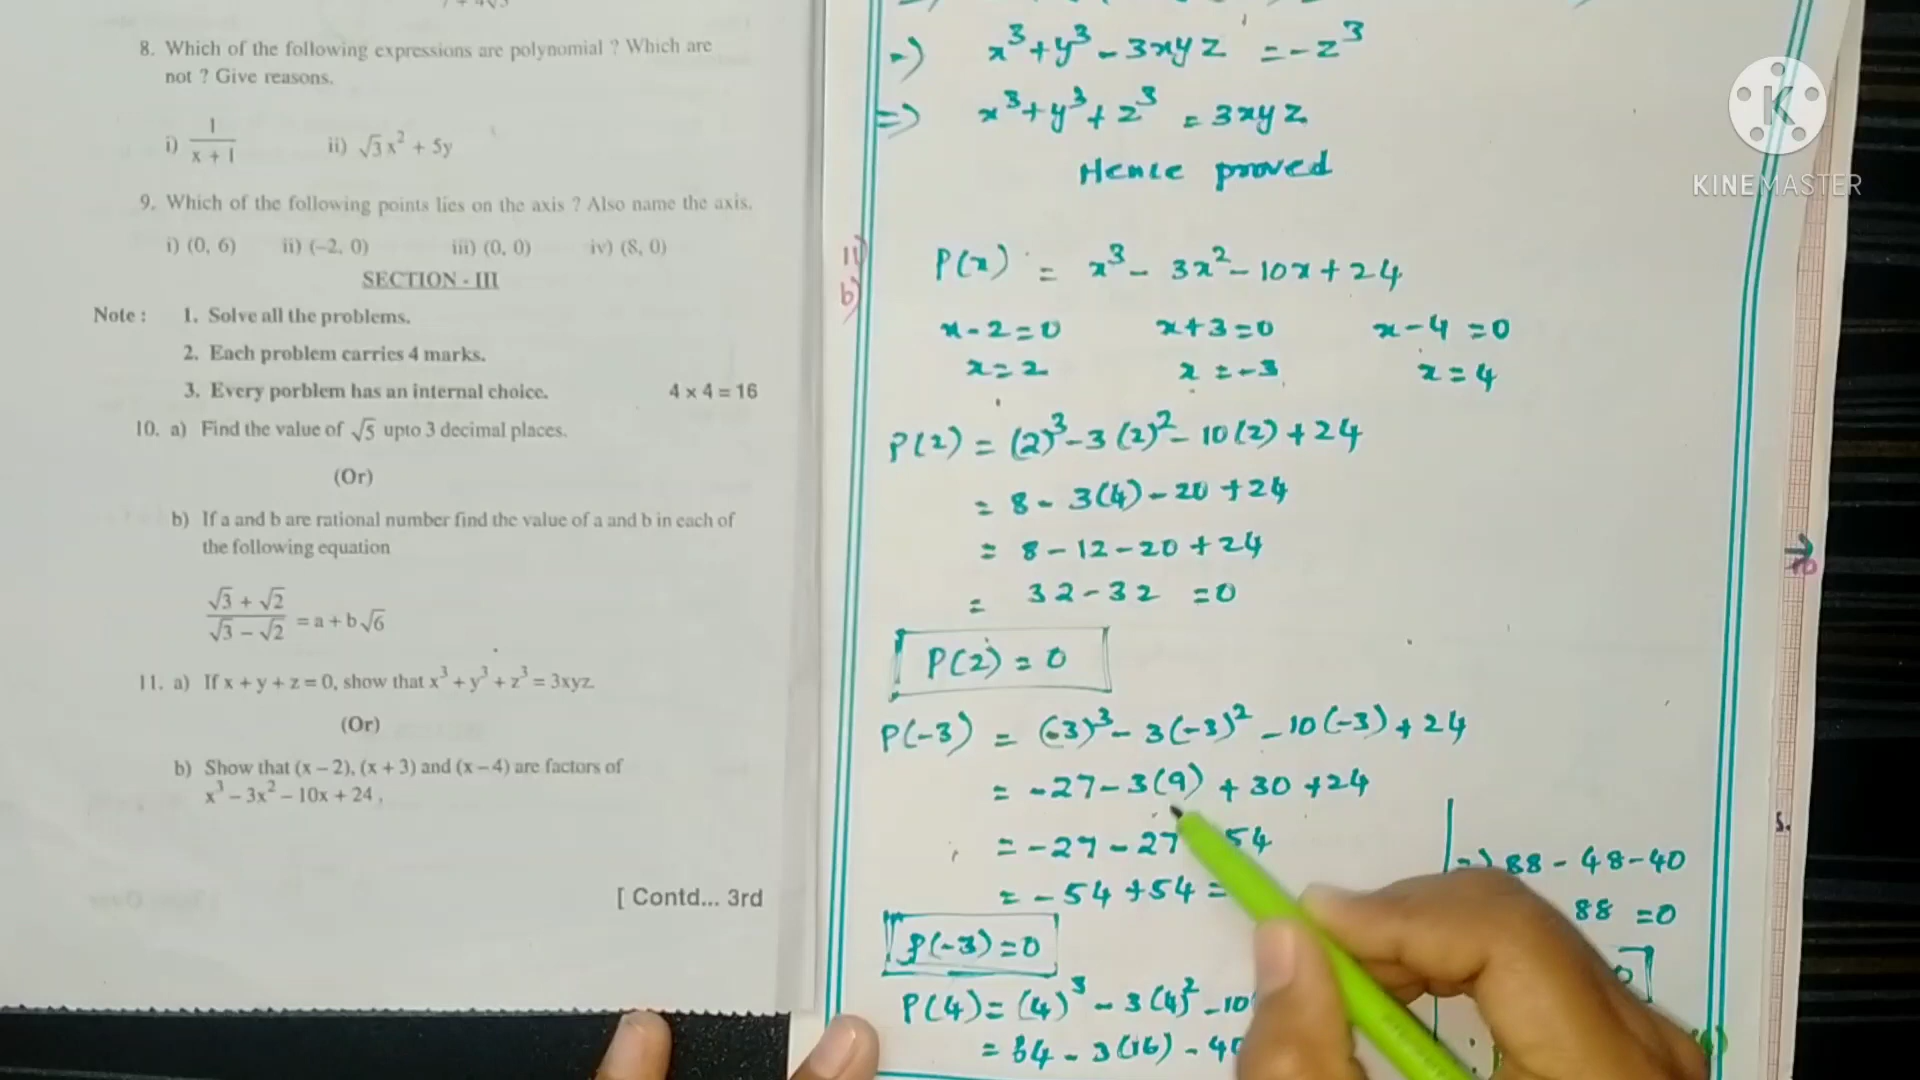 8. Which of the following expressions are polynomial ? Which are
not ? Give reasons.
i) 1/(x + 1) ii) √3x² + 5y
9. Which of the following points lies on the axis ? Also name the axis.
i) (0, 6) ii) (–2, 0) iii) (0, 0) iv) (8, 0)
SECTION - III
Note : 1. Solve all the problems.
2. Each problem carries 4 marks.
3. Every porblem has an internal choice. 4 × 4 = 16
10. a) Find the value of √5 upto 3 decimal places.
(Or)
b) If a and b are rational number find the value of a and b in each of
the following equation
(√3 + √2)/(√3 – √2) = a + b√6
11. a) If x + y + z = 0, show that x³ + y³ + z³ = 3xyz.
(Or)
b) Show that (x – 2), (x + 3) and (x – 4) are factors of
x³ – 3x² – 10x + 24 .
[ Contd... 3rd
=) x³+y³-3xyz = -z³
=) x³+y³+z³ = 3xyz
Hence proved
11)
b)
P(x) = x³ - 3x² - 10x + 24
x-2=0 x+3=0 x-4=0
x=2 x=-3 x=4
P(2) = (2)³-3(2)²-10(2)+24
= 8-3(4)-20+24
= 8-12-20+24
= 32-32 =0
P(2)=0
P(-3) = (-3)³-3(-3)²-10(-3)+24
= -27-3(9)+30+24
= -27-27 54
= -54+54 =
P(-3)=0
P(4)=(4)³-3(4)²-10
= 64-3(16)-40
=) 88-48-40
88 =0
K
KINEMASTER